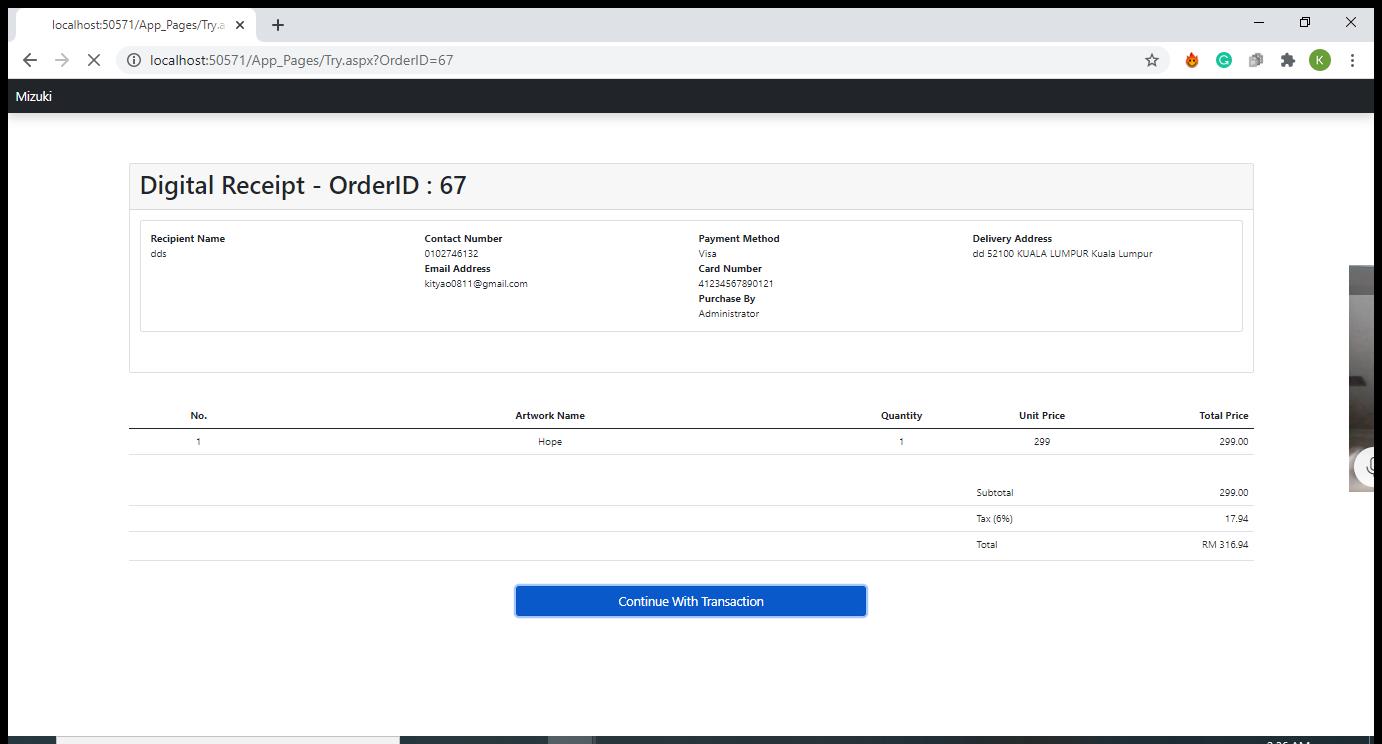 localhost:50571/App_Pages/Try.a
localhost:50571/App_Pages/Try.aspx?OrderID=67
K
Mizuki
Digital Receipt - OrderID : 67
Recipient Name Contact Number Payment Method Delivery Address
dds 0102746132 Visa dd 52100 KUALA LUMPUR Kuala Lumpur
Email Address Card Number
kityao0811@gmail.com 41234567890121
Purchase By
Administrator
No. Artwork Name Quantity Unit Price Total Price
1 Hope 1 299 299.00
Subtotal 299.00
Tax (6%) 17.94
Total RM 316.94
Continue With Transaction